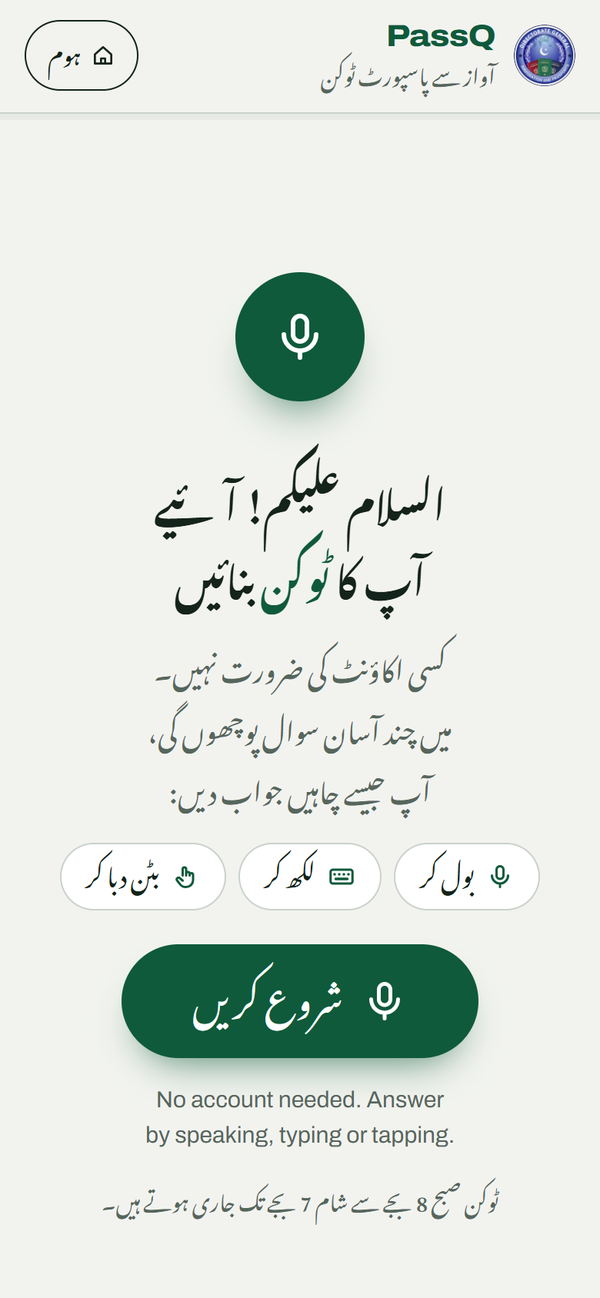 PassQ
آواز سے پاسپورٹ ٹوکن
ہوم
السلام علیکم! آئیے
آپ کا ٹوکن بنائیں
کسی اکاؤنٹ کی ضرورت نہیں۔
میں چند آسان سوال پوچھوں گی،
آپ جیسے چاہیں جواب دیں:
بول کر
لکھ کر
بٹن دبا کر
شروع کریں
No account needed. Answer
by speaking, typing or tapping.
ٹوکن صبح 8 بجے سے شام 7 بجے تک جاری ہوتے ہیں۔